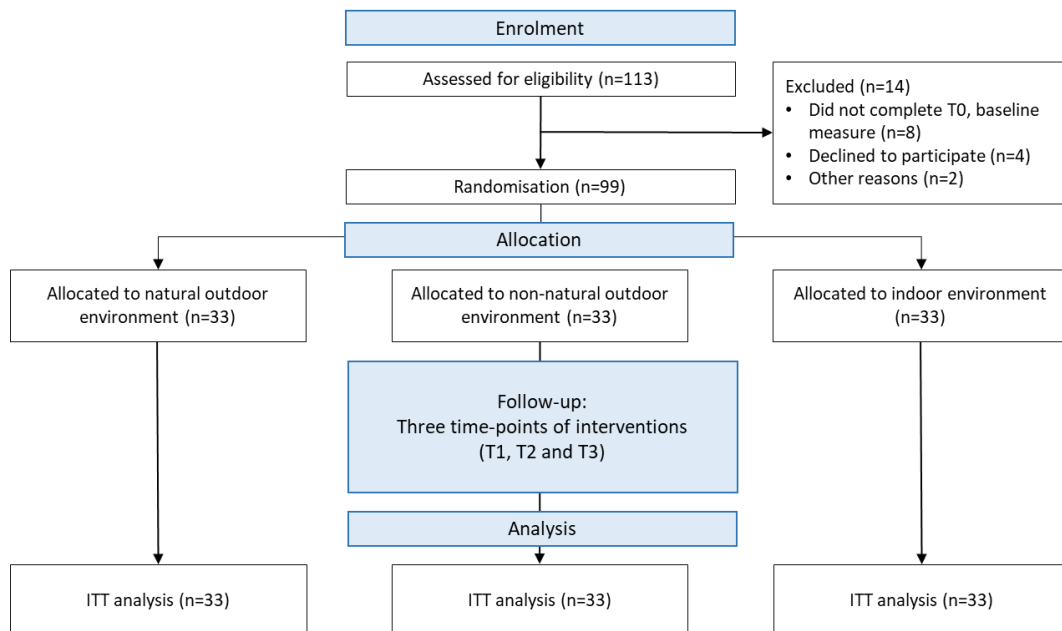 Enrolment
Assessed for eligibility (n=113)
Excluded (n=14)
• Did not complete T0, baseline
measure (n=8)
• Declined to participate (n=4)
• Other reasons (n=2)
Randomisation (n=99)
Allocation
Allocated to natural outdoor
environment (n=33)
Allocated to non-natural outdoor
environment (n=33)
Allocated to indoor environment
(n=33)
Follow-up:
Three time-points of interventions
(T1, T2 and T3)
Analysis
ITT analysis (n=33)
ITT analysis (n=33)
ITT analysis (n=33)